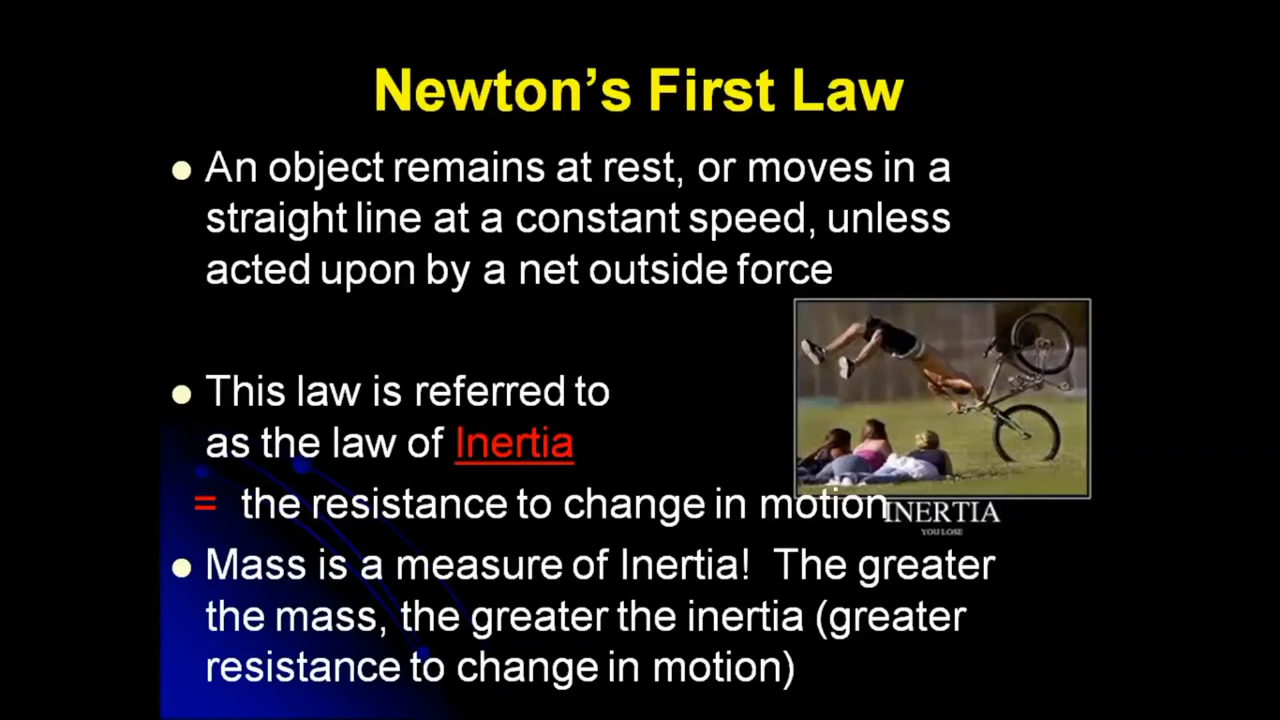 Newton's First Law
● An object remains at rest, or moves in a
straight line at a constant speed, unless
acted upon by a net outside force
● This law is referred to
as the law of Inertia
= the resistance to change in motion
INERTIA
YOU LOSE
● Mass is a measure of Inertia! The greater
the mass, the greater the inertia (greater
resistance to change in motion)